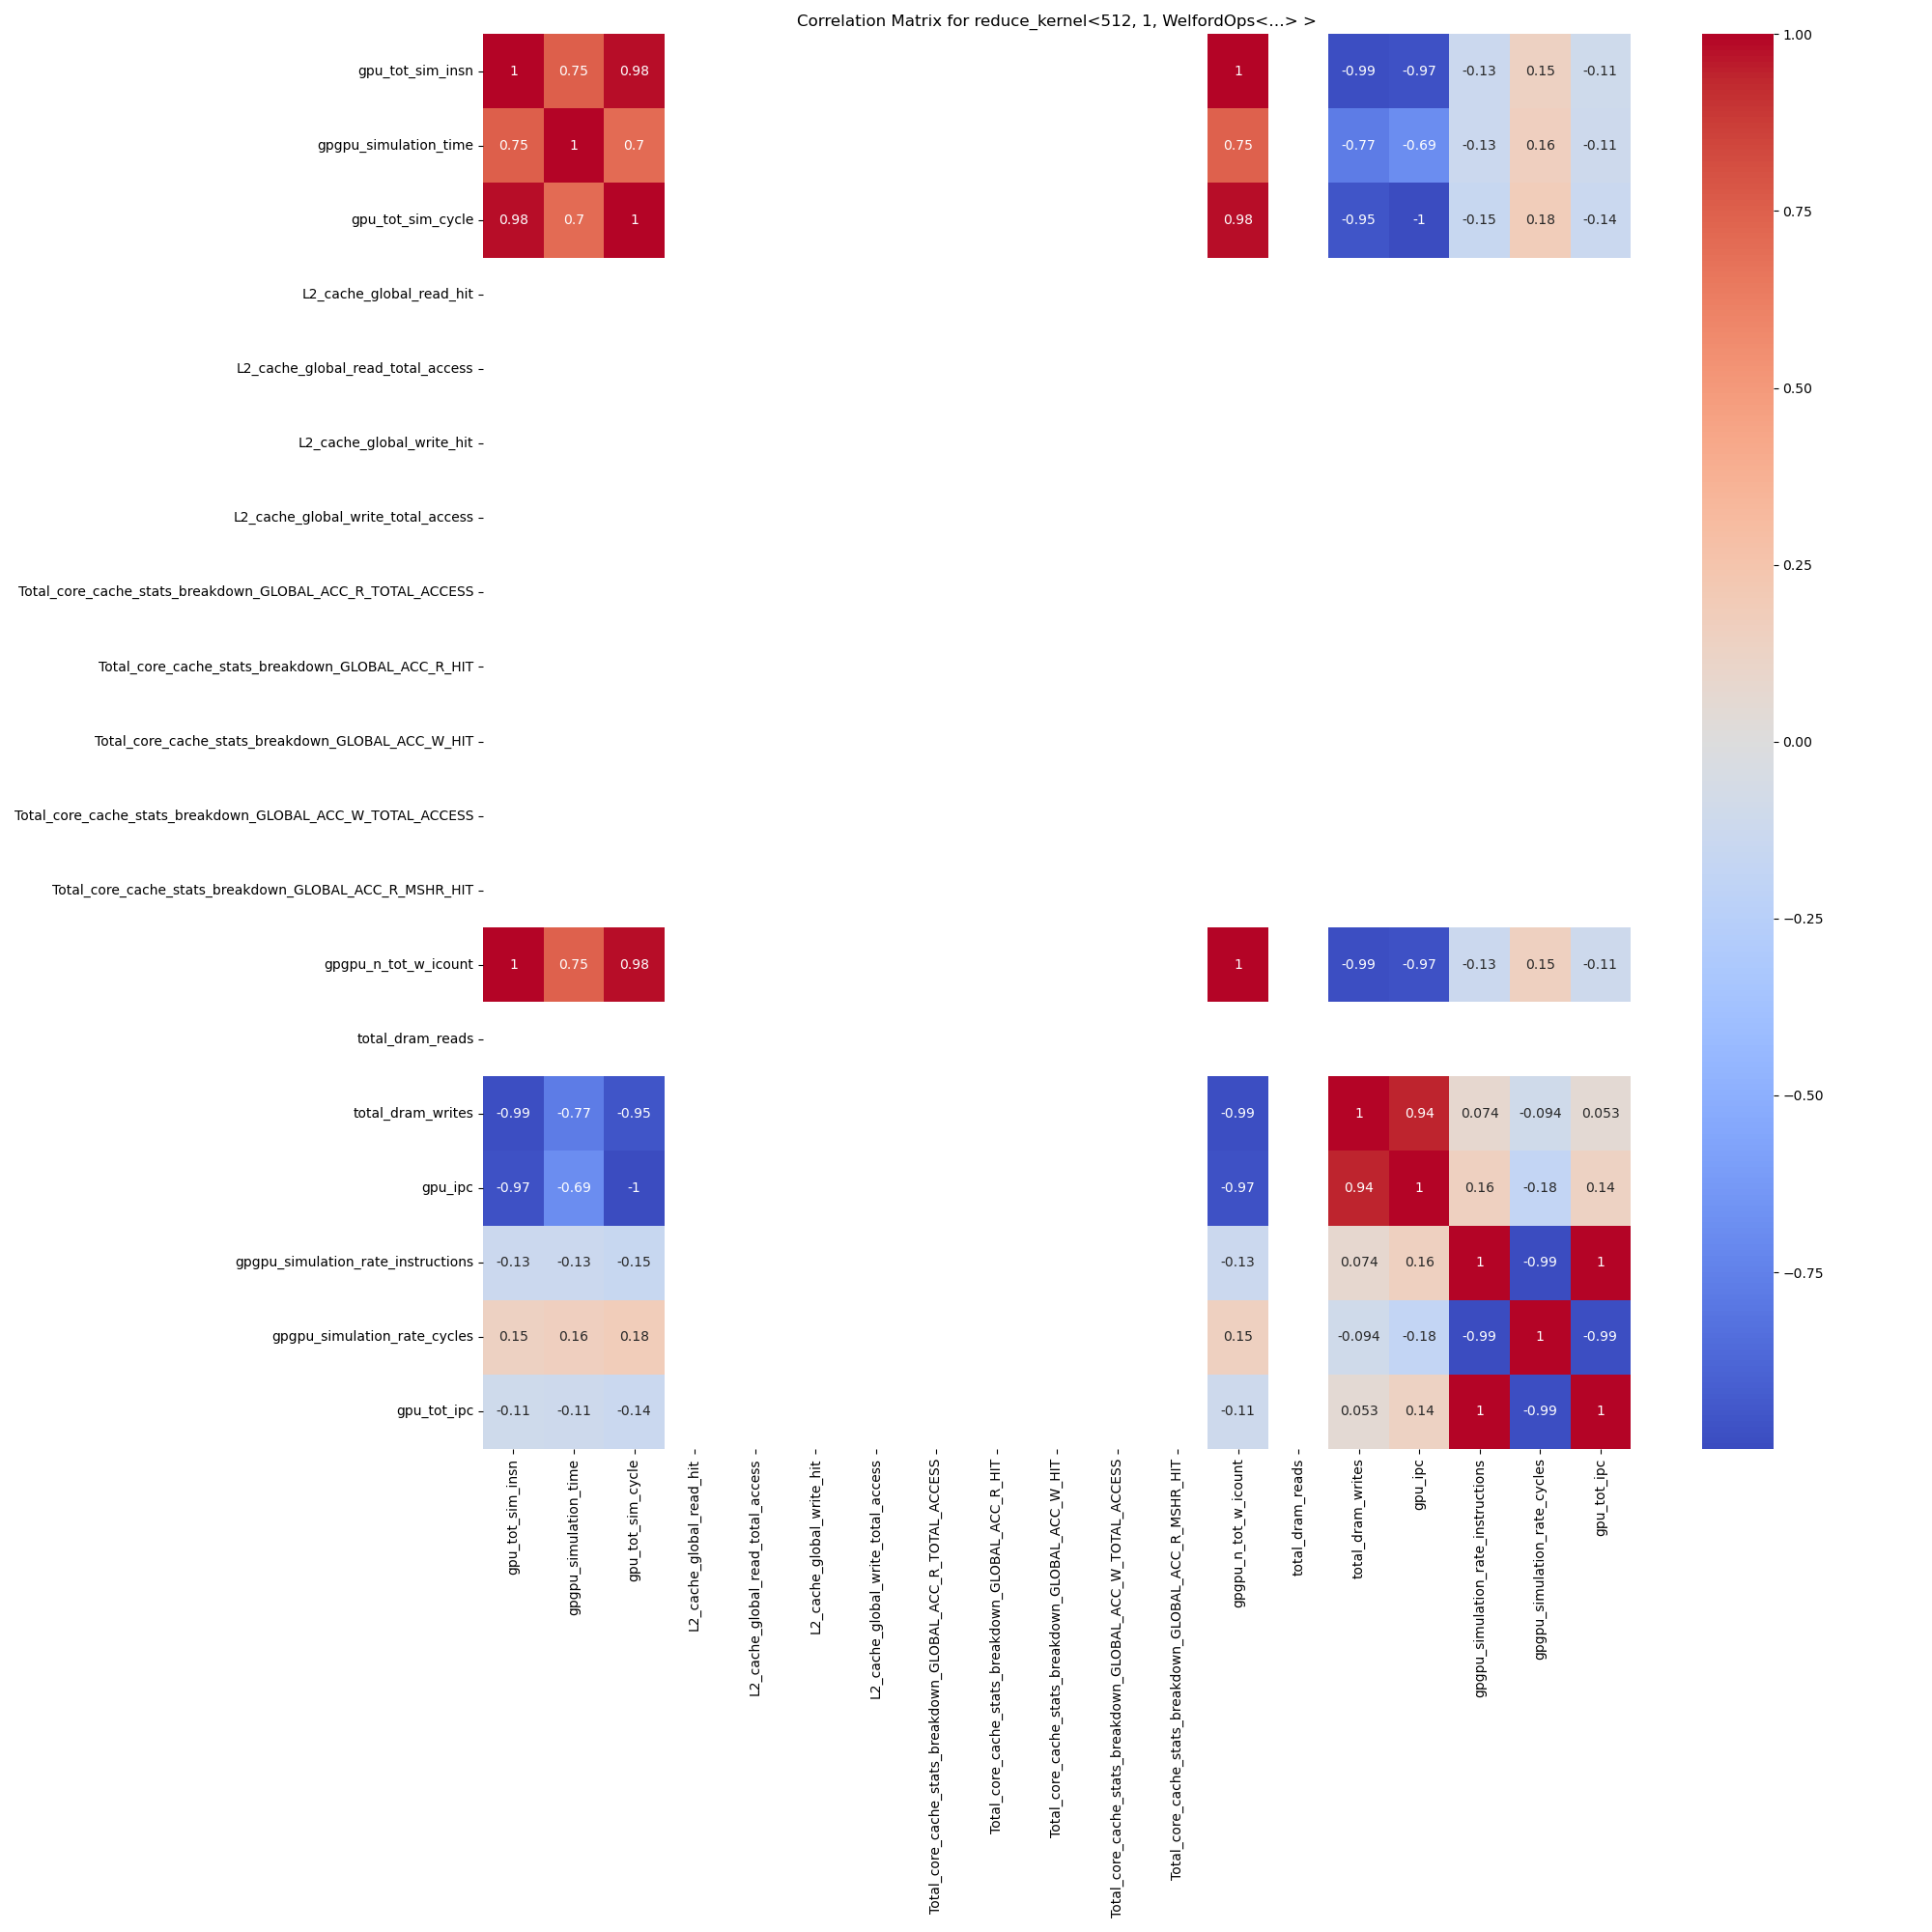 Correlation Matrix for reduce_kernel<512, 1, WelfordOps<...> >
gpu_tot_sim_insn 1 0.75 0.98 1 -0.99 -0.97 -0.13 0.15 -0.11
gpgpu_simulation_time 0.75 1 0.7 0.75 -0.77 -0.69 -0.13 0.16 -0.11
gpu_tot_sim_cycle 0.98 0.7 1 0.98 -0.95 -1 -0.15 0.18 -0.14
L2_cache_global_read_hit
L2_cache_global_read_total_access
L2_cache_global_write_hit
L2_cache_global_write_total_access
Total_core_cache_stats_breakdown_GLOBAL_ACC_R_TOTAL_ACCESS
Total_core_cache_stats_breakdown_GLOBAL_ACC_R_HIT
Total_core_cache_stats_breakdown_GLOBAL_ACC_W_HIT
Total_core_cache_stats_breakdown_GLOBAL_ACC_W_TOTAL_ACCESS
Total_core_cache_stats_breakdown_GLOBAL_ACC_R_MSHR_HIT
gpgpu_n_tot_w_icount 1 0.75 0.98 1 -0.99 -0.97 -0.13 0.15 -0.11
total_dram_reads
total_dram_writes -0.99 -0.77 -0.95 -0.99 1 0.94 0.074 -0.094 0.053
gpu_ipc -0.97 -0.69 -1 -0.97 0.94 1 0.16 -0.18 0.14
gpgpu_simulation_rate_instructions -0.13 -0.13 -0.15 -0.13 0.074 0.16 1 -0.99 1
gpgpu_simulation_rate_cycles 0.15 0.16 0.18 0.15 -0.094 -0.18 -0.99 1 -0.99
gpu_tot_ipc -0.11 -0.11 -0.14 -0.11 0.053 0.14 1 -0.99 1
gpu_tot_sim_insn
gpgpu_simulation_time
gpu_tot_sim_cycle
L2_cache_global_read_hit
L2_cache_global_read_total_access
L2_cache_global_write_hit
L2_cache_global_write_total_access
Total_core_cache_stats_breakdown_GLOBAL_ACC_R_TOTAL_ACCESS
Total_core_cache_stats_breakdown_GLOBAL_ACC_R_HIT
Total_core_cache_stats_breakdown_GLOBAL_ACC_W_HIT
Total_core_cache_stats_breakdown_GLOBAL_ACC_W_TOTAL_ACCESS
Total_core_cache_stats_breakdown_GLOBAL_ACC_R_MSHR_HIT
gpgpu_n_tot_w_icount
total_dram_reads
total_dram_writes
gpu_ipc
gpgpu_simulation_rate_instructions
gpgpu_simulation_rate_cycles
gpu_tot_ipc
1.00
0.75
0.50
0.25
0.00
−0.25
−0.50
−0.75